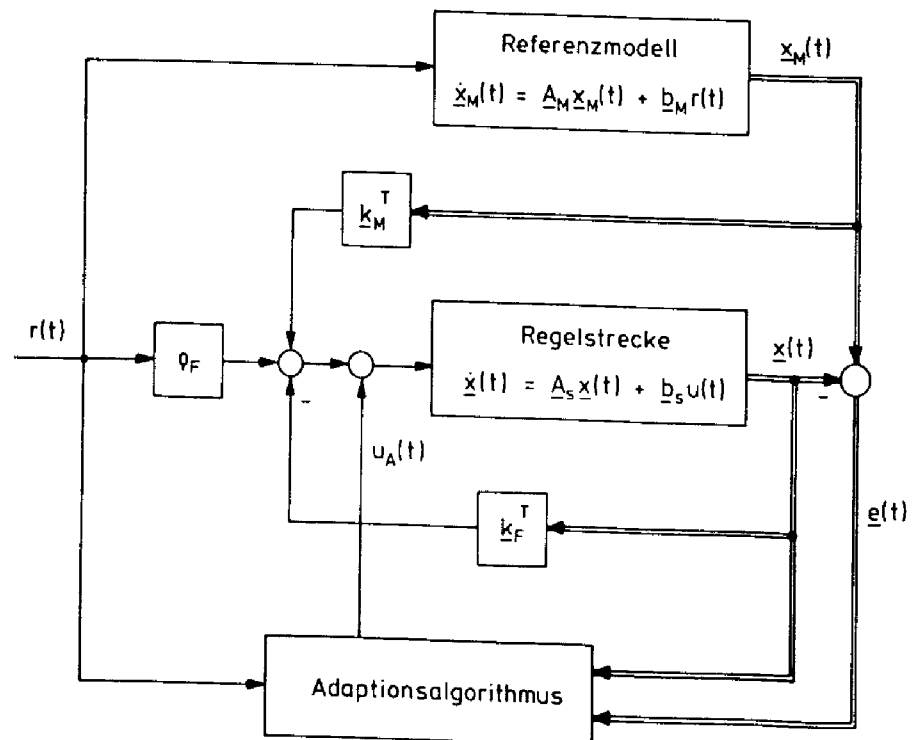 Referenzmodell
ẋ_M(t) = A_M x_M(t) + b_M r(t)
x_M(t)
k_M^T
r(t)
ϱ_F
Regelstrecke
ẋ(t) = A_s x(t) + b_s u(t)
x(t)
-
-
u_A(t)
k_F^T
e(t)
Adaptionsalgorithmus